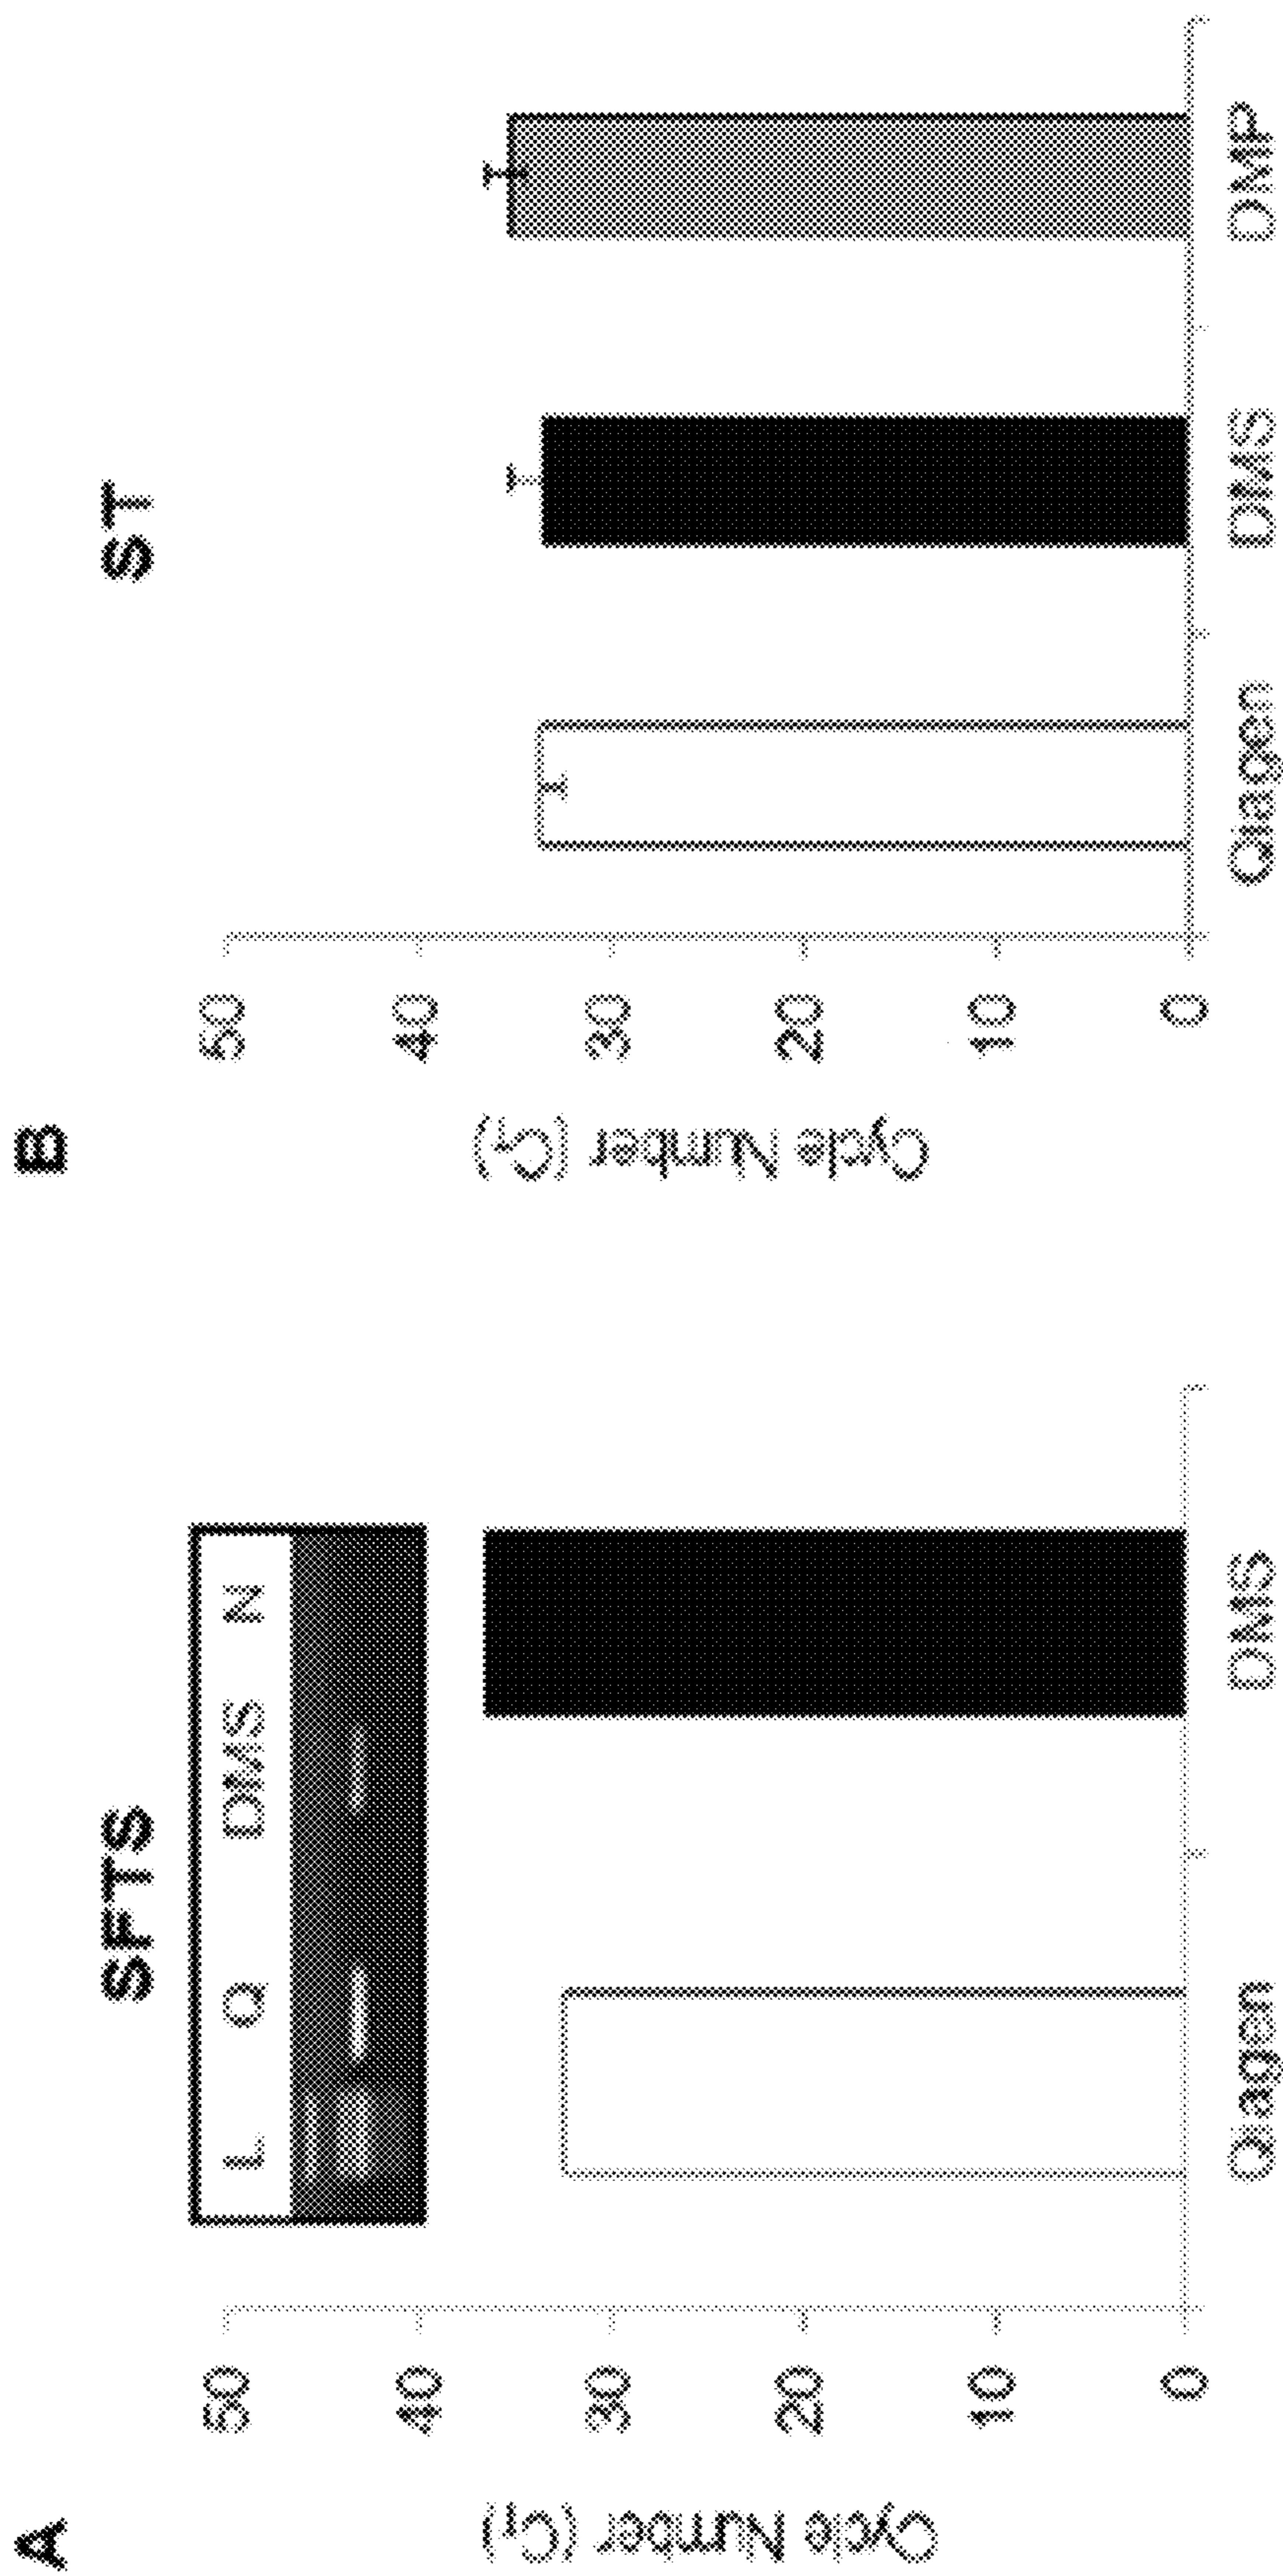 A
SFTS
L Q DMS N
Cycle Number (CT)
50
40
30
20
10
0
Qiagen DMS
B
ST
Cycle Number (CT)
50
40
30
20
10
0
Qiagen DMS DMP